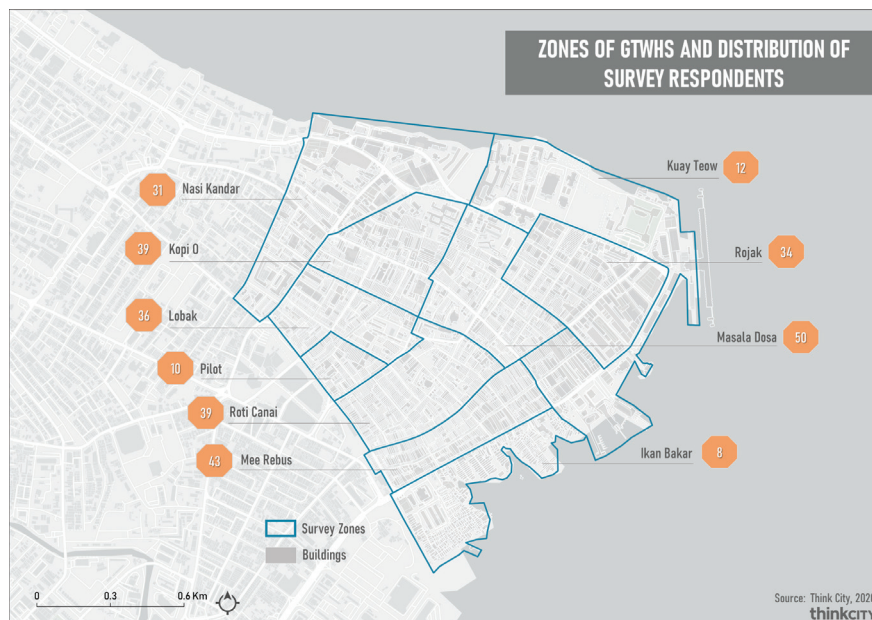 ZONES OF GTWHS AND DISTRIBUTION OF
SURVEY RESPONDENTS
Kuay Teow 12
31 Nasi Kandar
39 Kopi O
Rojak 34
36 Lobak
Masala Dosa 50
10 Pilot
39 Roti Canai
43 Mee Rebus
Ikan Bakar 8
Survey Zones
Buildings
0 0.3 0.6 Km
Source: Think City, 2020
thinkcity